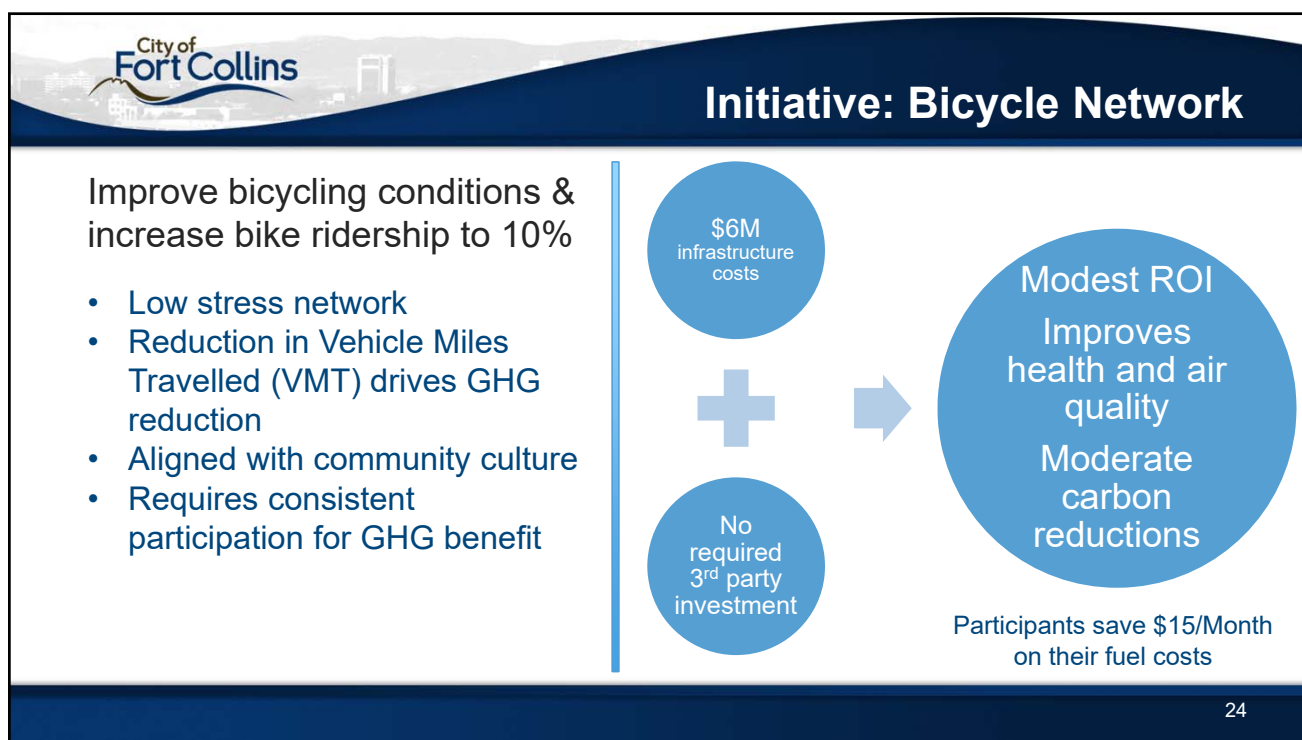 City of
Fort Collins
Initiative: Bicycle Network
Improve bicycling conditions &
increase bike ridership to 10%
• Low stress network
• Reduction in Vehicle Miles
Travelled (VMT) drives GHG
reduction
• Aligned with community culture
• Requires consistent
participation for GHG benefit
$6M
infrastructure
costs
No
required
3rd party
investment
Modest ROI
Improves
health and air
quality
Moderate
carbon
reductions
Participants save $15/Month
on their fuel costs
24